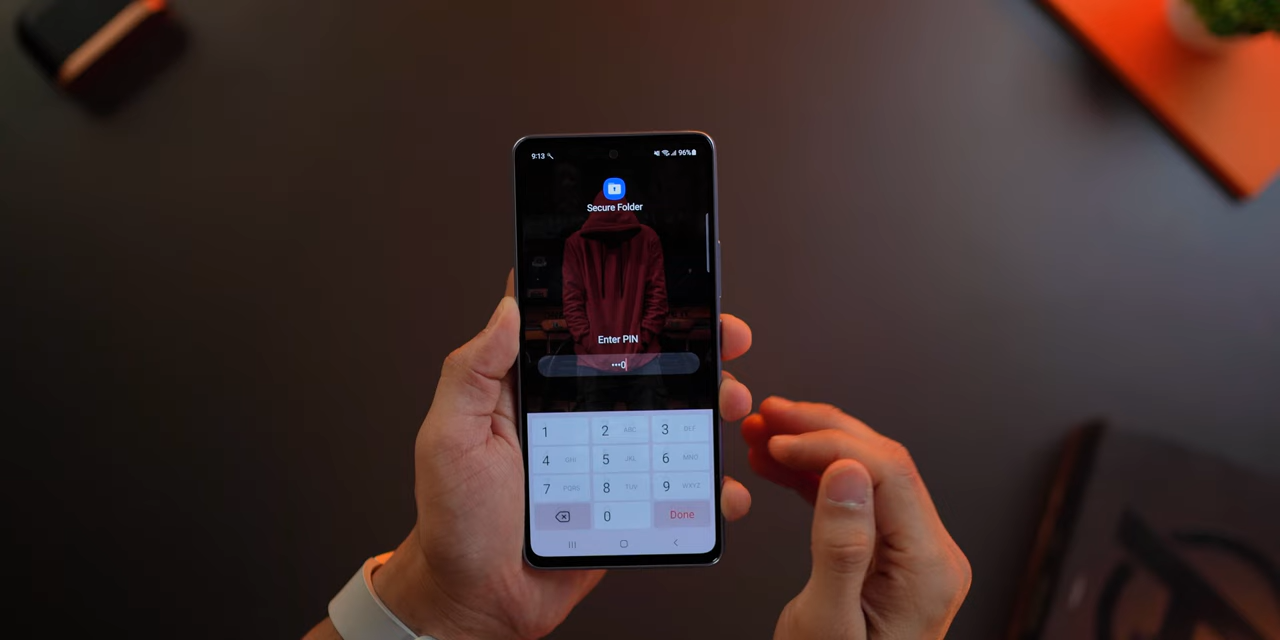 9:13 96%
Secure Folder
Enter PIN
•••0
1 2 ABC 3 DEF
4 GHI 5 JKL 6 MNO
7 PQRS 8 TUV 9 WXYZ
0 Done